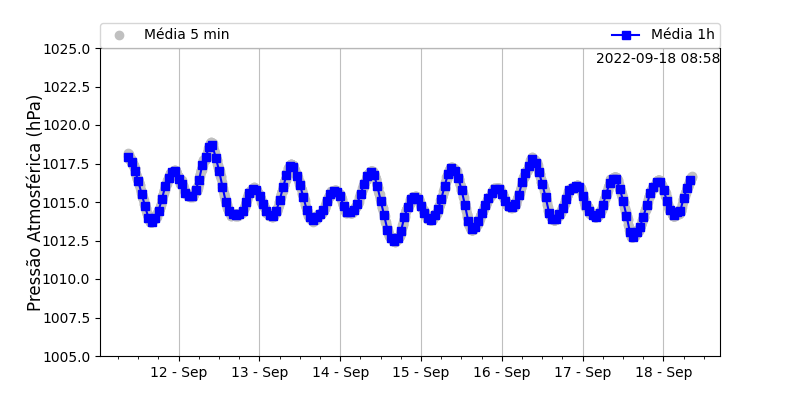 Média 5 min
Média 1h
2022-09-18 08:58
Pressão Atmosférica (hPa)
1025.0
1022.5
1020.0
1017.5
1015.0
1012.5
1010.0
1007.5
1005.0
12 - Sep
13 - Sep
14 - Sep
15 - Sep
16 - Sep
17 - Sep
18 - Sep